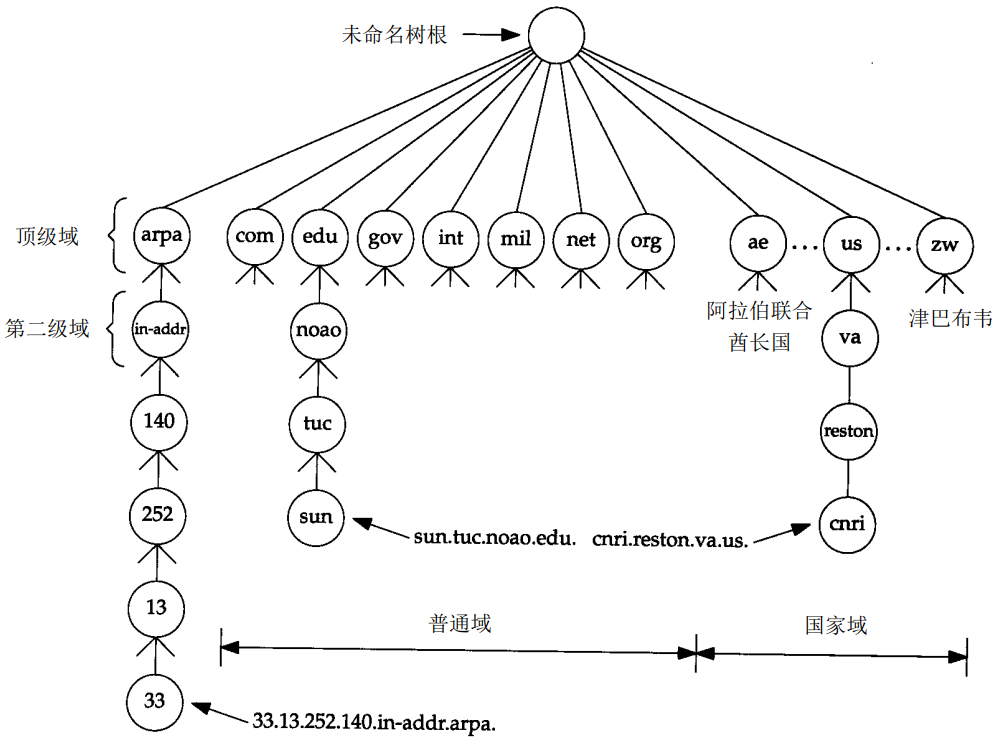 未命名树根
顶级域
arpa
com
edu
gov
int
mil
net
org
ae
...
us
...
zw
第二级域
in-addr
noao
阿拉伯联合
酋长国
va
津巴布韦
140
tuc
reston
252
sun
sun.tuc.noao.edu.
cnri.reston.va.us.
cnri
13
普通域
国家域
33
33.13.252.140.in-addr.arpa.